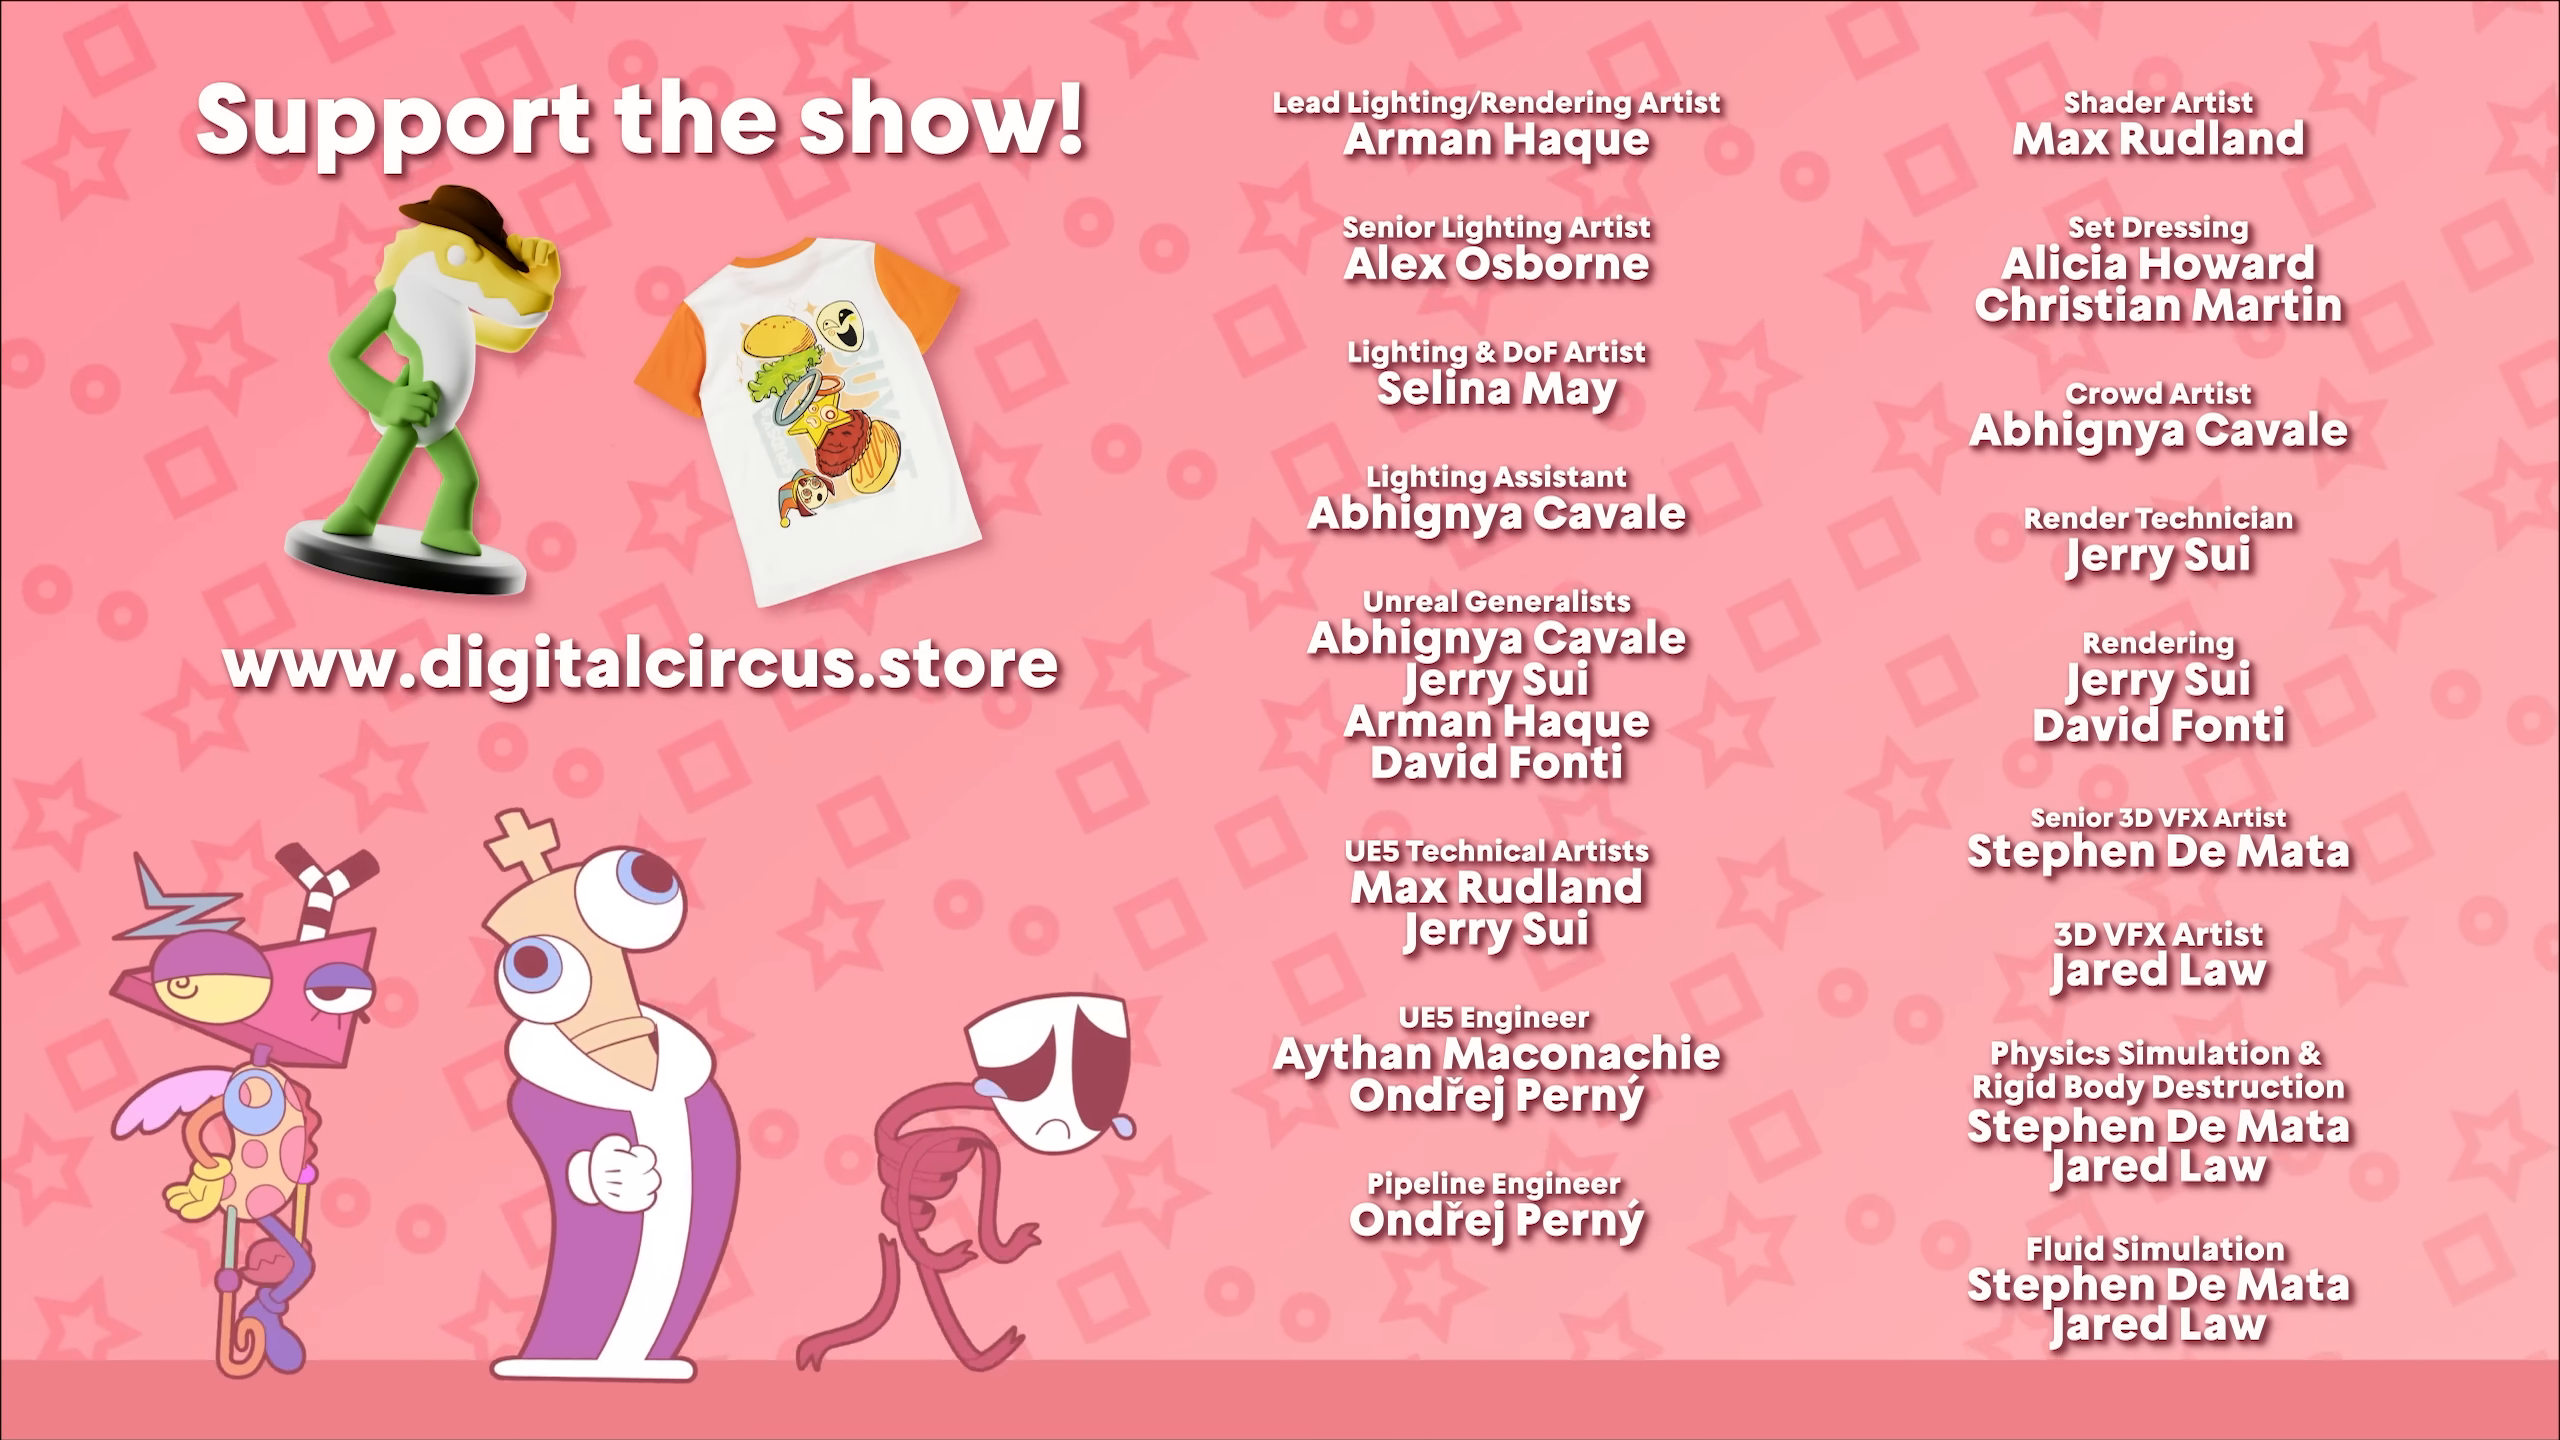 Support the show!
www.digitalcircus.store
Lead Lighting/Rendering Artist
Arman Haque
Senior Lighting Artist
Alex Osborne
Lighting & DoF Artist
Selina May
Lighting Assistant
Abhignya Cavale
Unreal Generalists
Abhignya Cavale
Jerry Sui
Arman Haque
David Fonti
UE5 Technical Artists
Max Rudland
Jerry Sui
UE5 Engineer
Aythan Maconachie
Ondřej Perný
Pipeline Engineer
Ondřej Perný
Shader Artist
Max Rudland
Set Dressing
Alicia Howard
Christian Martin
Crowd Artist
Abhignya Cavale
Render Technician
Jerry Sui
Rendering
Jerry Sui
David Fonti
Senior 3D VFX Artist
Stephen De Mata
3D VFX Artist
Jared Law
Physics Simulation &
Rigid Body Destruction
Stephen De Mata
Jared Law
Fluid Simulation
Stephen De Mata
Jared Law